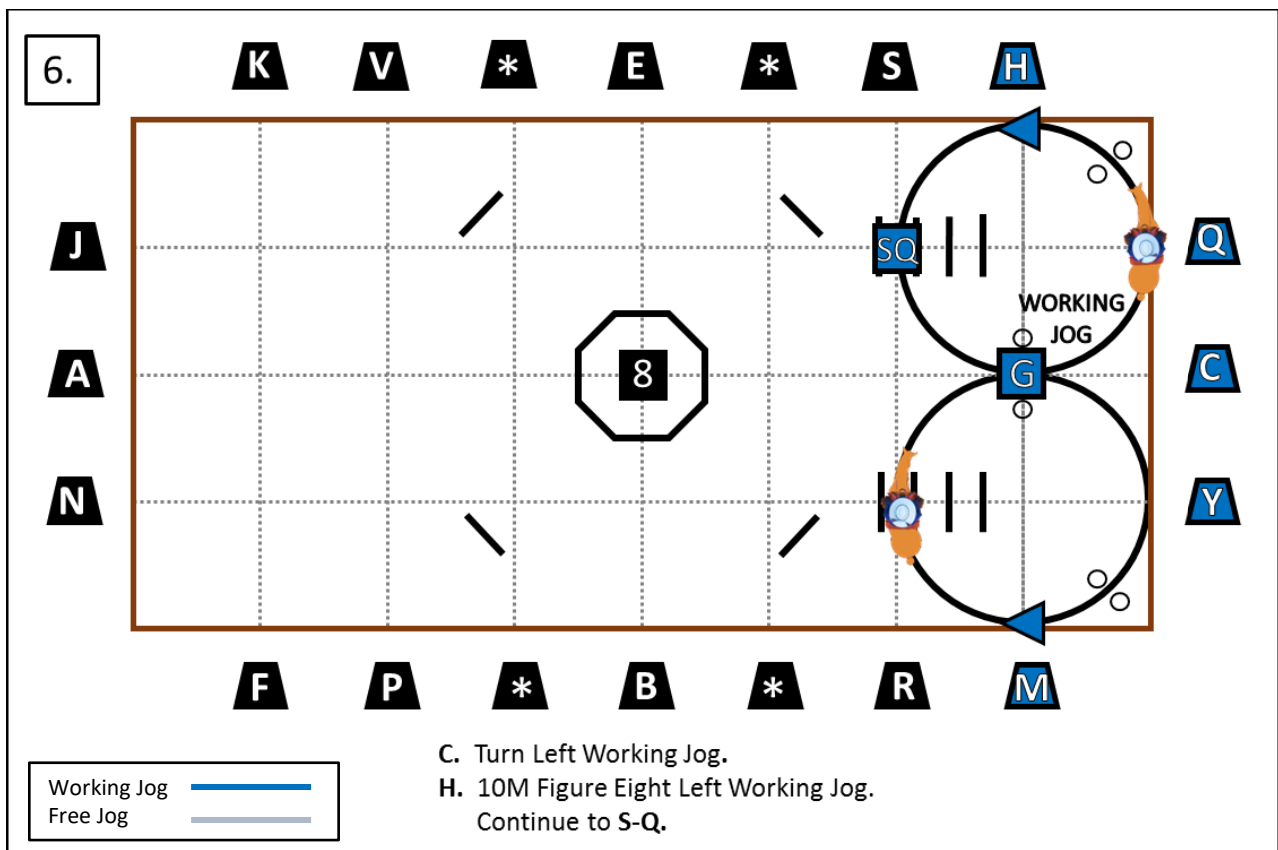 6.
K V * E * S H
J
Q
SQ
WORKING
JOG
A
8
G
C
N
Y
F P * B * R M
C. Turn Left Working Jog.
H. 10M Figure Eight Left Working Jog.
Continue to S-Q.
Working Jog
Free Jog